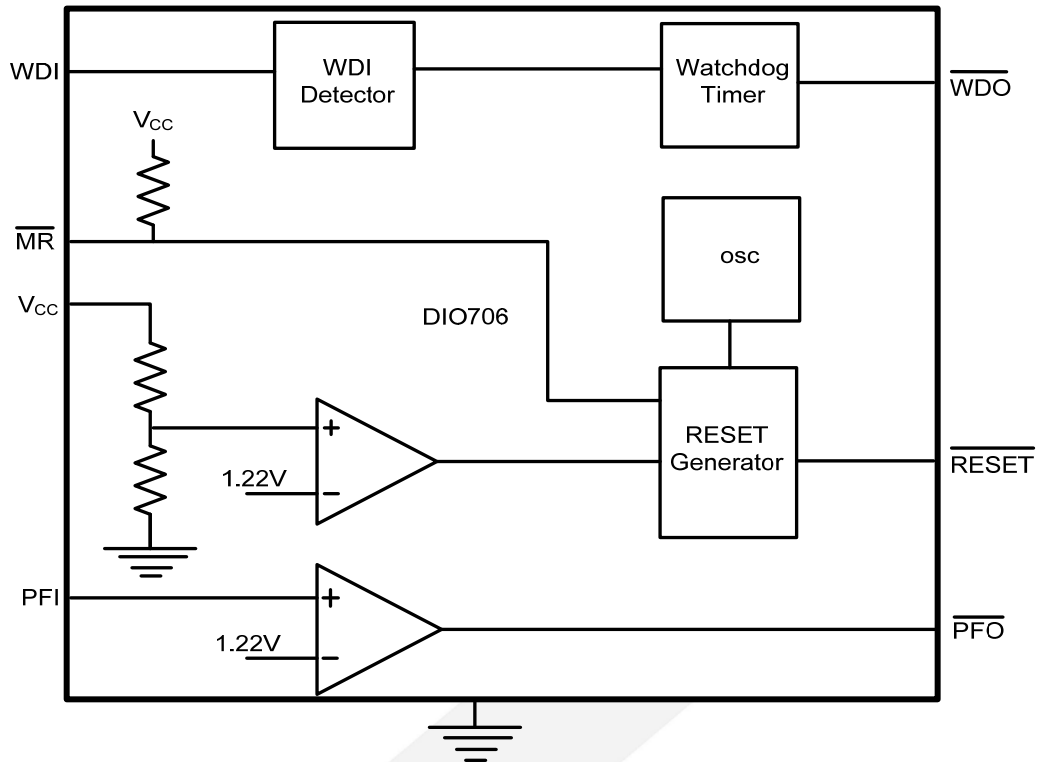 WDI
WDI
Detector
Watchdog
Timer
WDO
VCC
MR
osc
VCC
DIO706
RESET
Generator
+
1.22V
−
RESET
PFI
+
1.22V
−
PFO